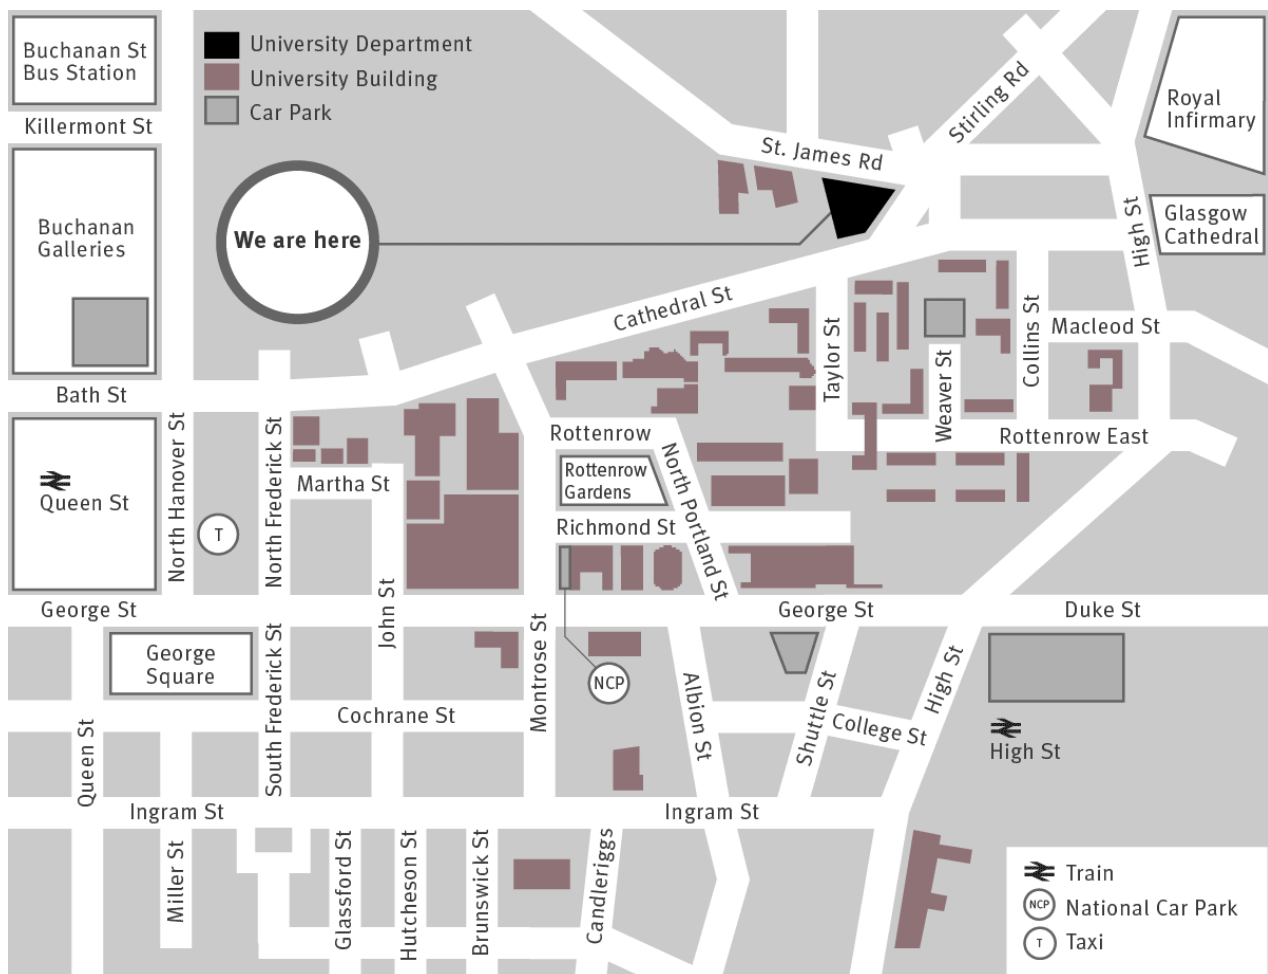 Buchanan St
Bus Station
University Department
University Building
Car Park
Killermont St
Stirling Rd
Royal
Infirmary
St. James Rd
We are here
Buchanan
Galleries
High St
Glasgow
Cathedral
Cathedral St
Taylor St
Collins St
Macleod St
Bath St
Weaver St
Rottenrow East
Rottenrow
Rottenrow
Gardens
North Portland St
Richmond St
Queen St
North Hanover St
T
North Frederick St
Martha St
John St
George St
George St
Duke St
George
Square
South Frederick St
Cochrane St
Montrose St
NCP
Albion St
Shuttle St
College St
High St
High St
Queen St
Ingram St
Ingram St
Miller St
Glassford St
Hutcheson St
Brunswick St
Candleriggs
Train
NCP
National Car Park
T
Taxi